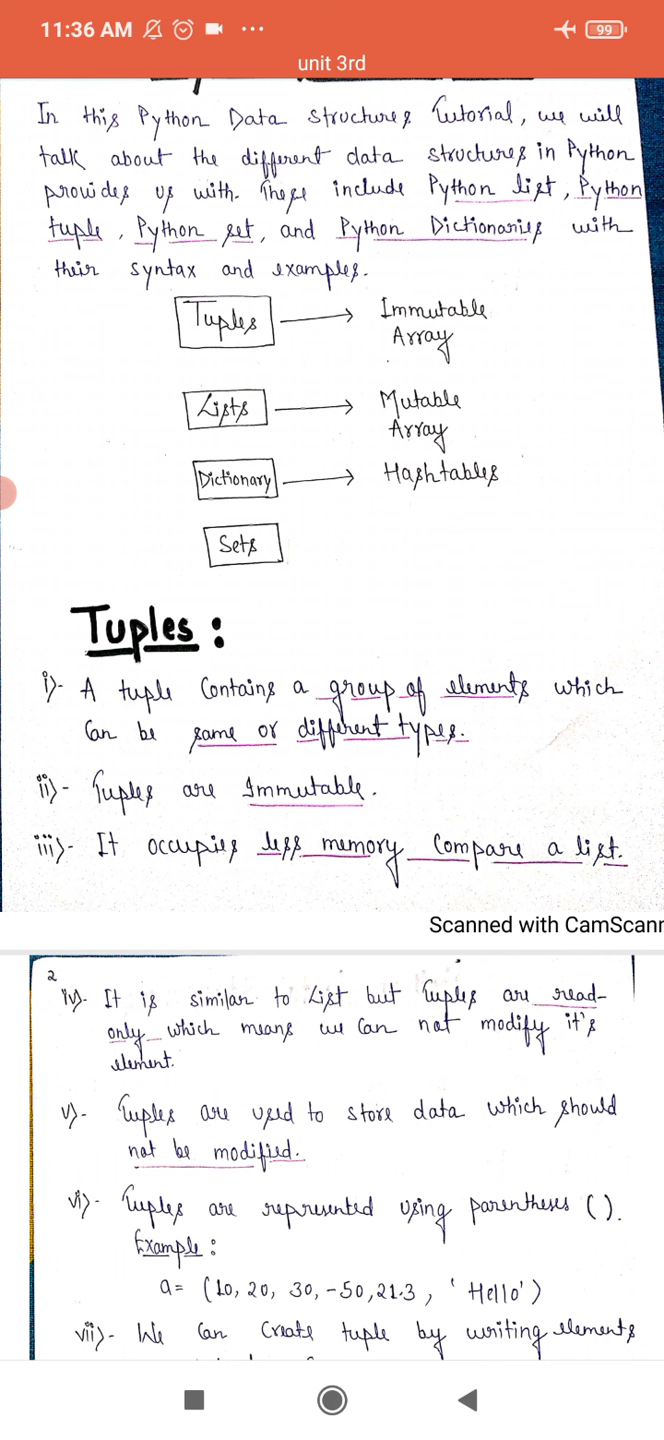 11:36 AM
99
unit 3rd
In this Python Data structures Tutorial, we will
talk about the different data structures in Python
provides us with. These include Python list, Python
tuple, Python set, and Python Dictionaries with
their syntax and examples.
Tuples
Immutable
Array
Lists
Mutable
Array
Dictionary
Hashtables
Sets
Tuples :
i)- A tuple Contains a group of elements which
Can be same or different types.
ii)- Tuples are Immutable.
iii)- It occupies less memory Compare a list.
Scanned with CamScann
2
iv)- It is similar to List but Tuples are read-
only which means we Can not modify it's
element.
v)- Tuples are used to store data which should
not be modified.
vi)- Tuples are represented using parentheses ().
Example :
a= (10, 20, 30, -50, 21.3, 'Hello')
vii)- We Can Create tuple by writing elements